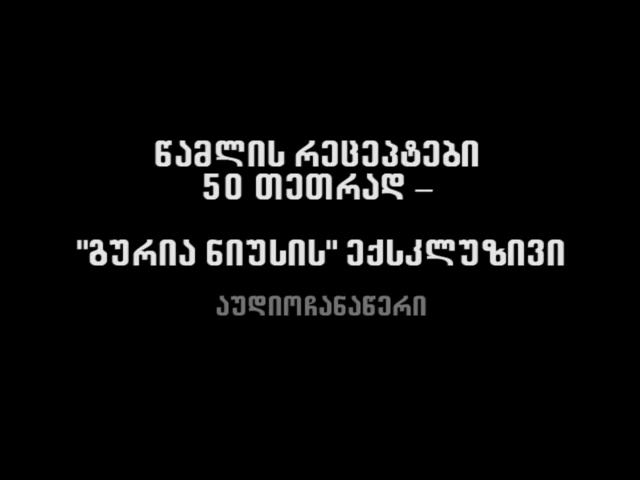 წამლის რეცეპტები
50 თეთრად –
"გურია ნიუსის" ექსკლუზივი
აუდიოჩანაწერი